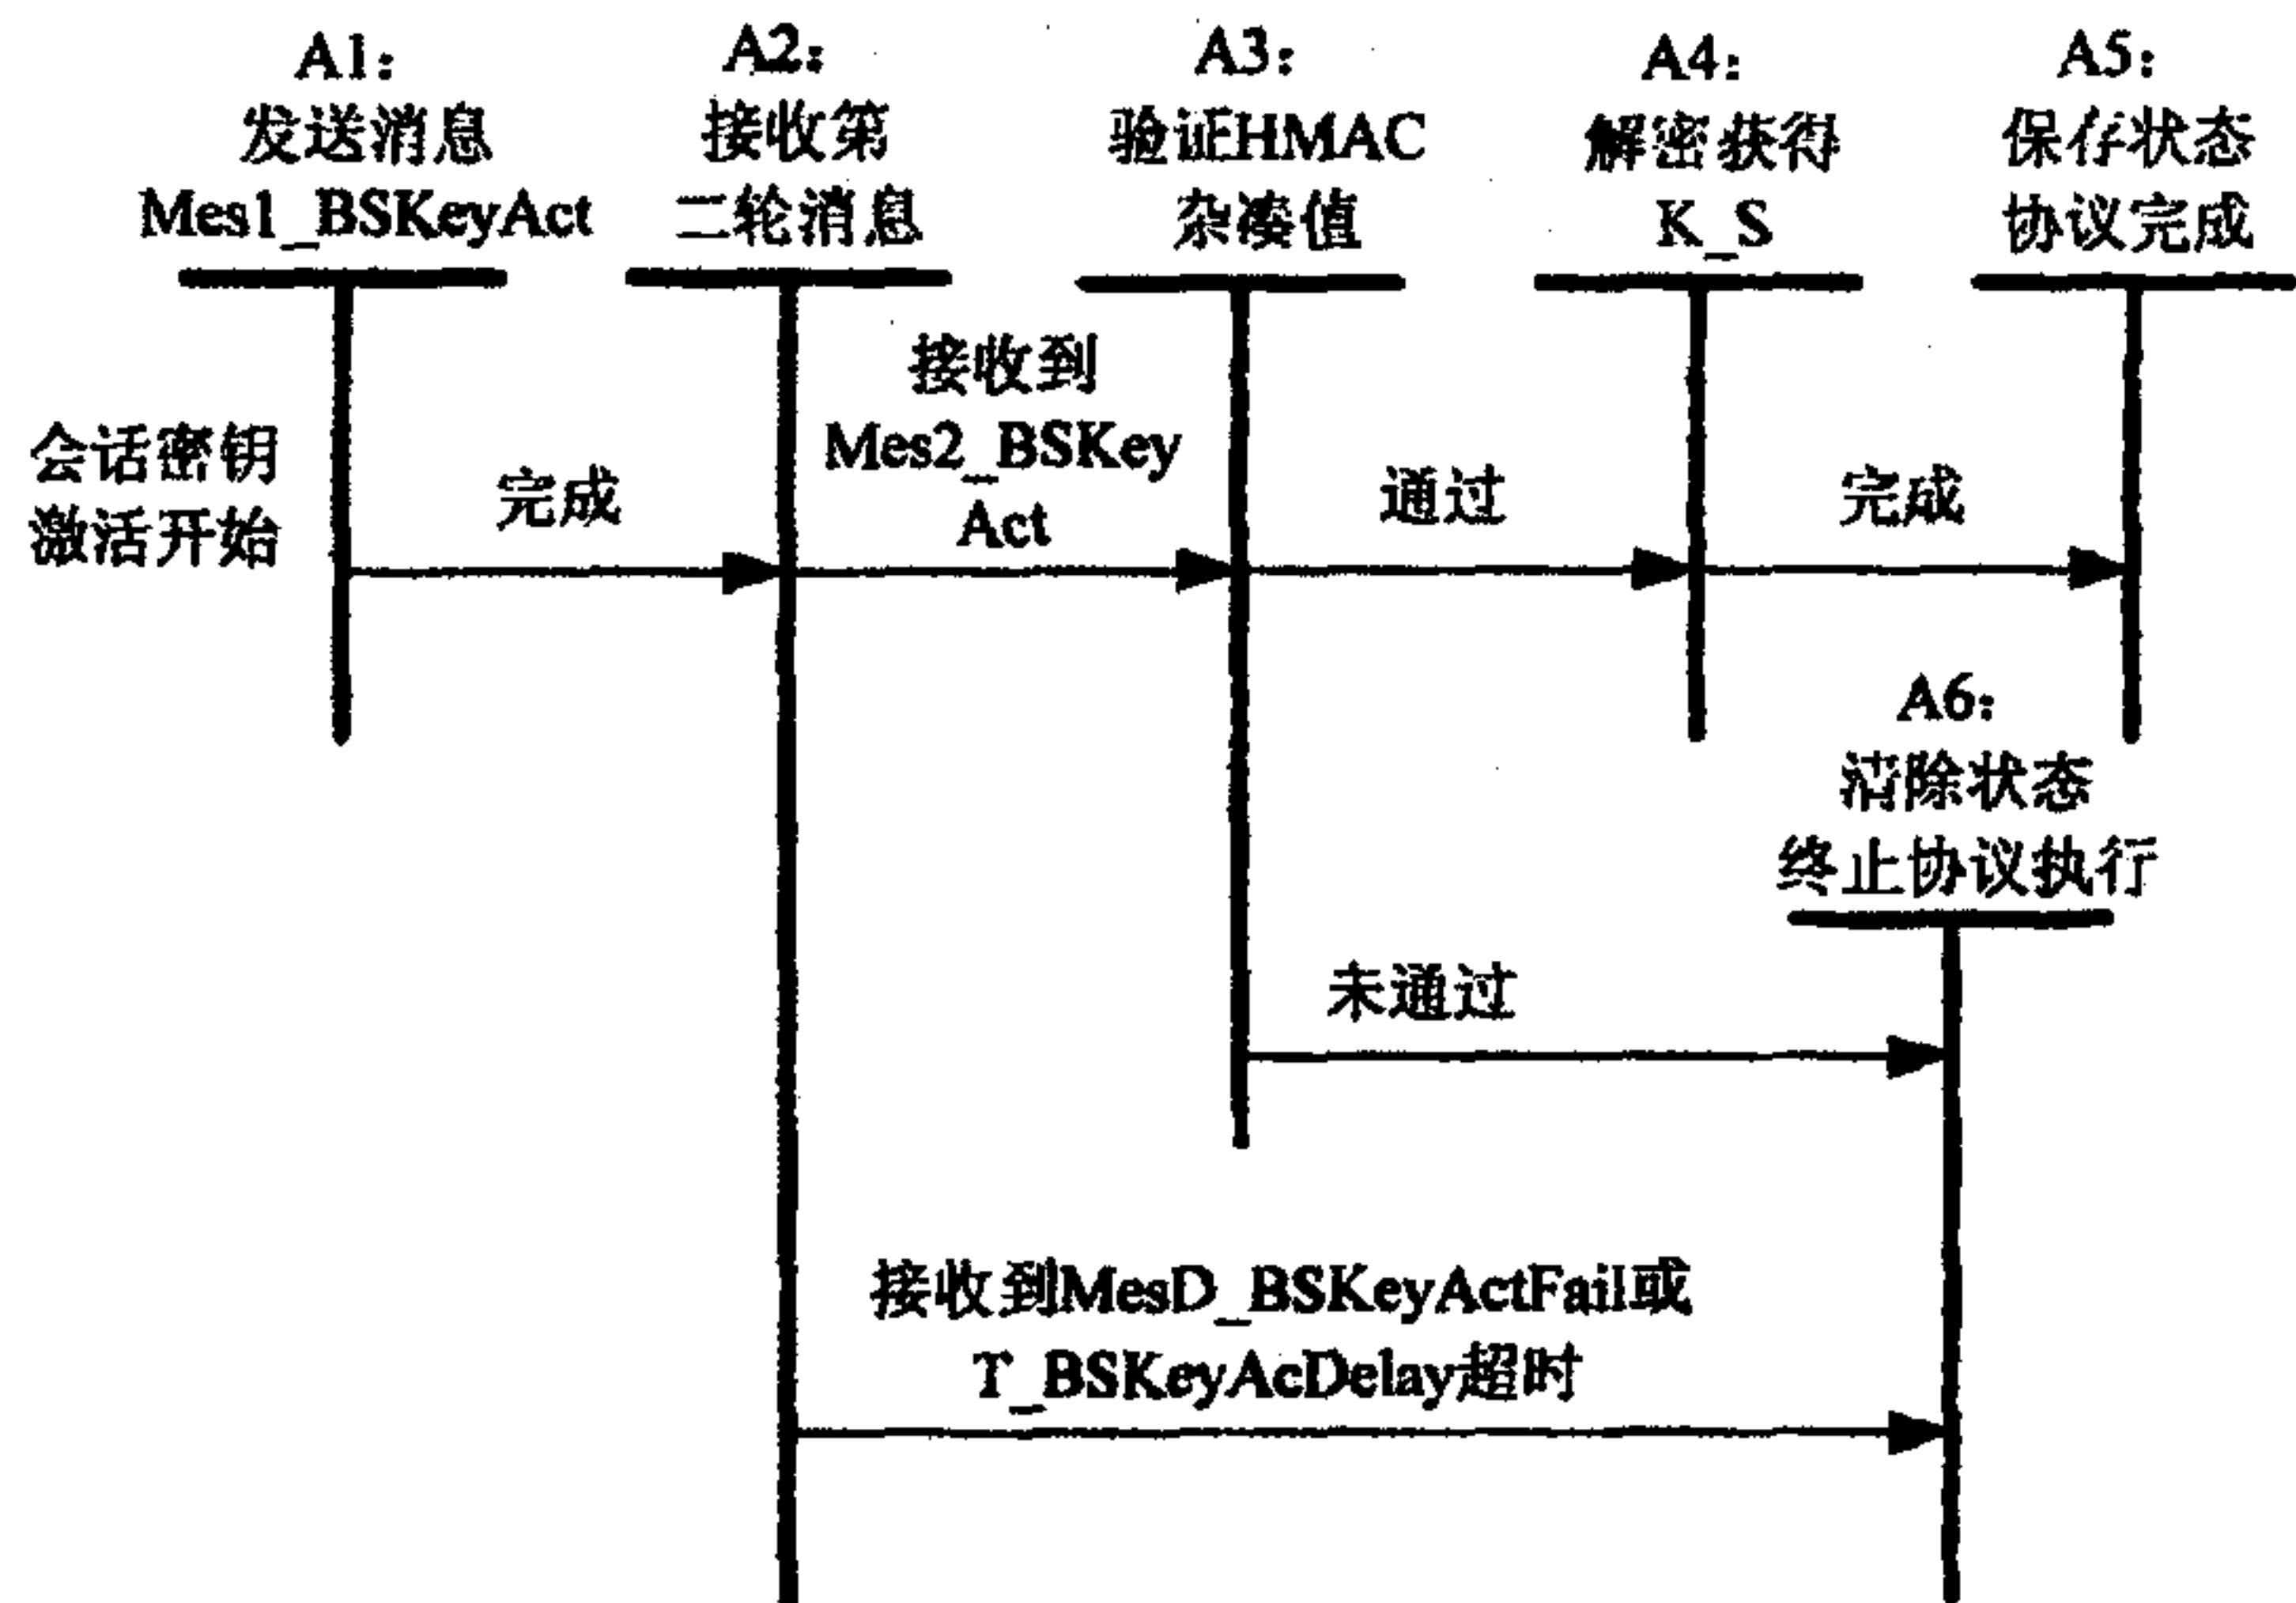 A1：
发送消息
Mes1_BSKeyAct
A2：
接收第
二轮消息
A3：
验证HMAC
杂凑值
A4：
解密获得
K_S
A5：
保存状态
协议完成
会话密钥
激活开始
完成
接收到
Mes2_BSKey
Act
通过
完成
A6：
清除状态
终止协议执行
未通过
接收到MesD_BSKeyActFail或
T_BSKeyAcDelay超时